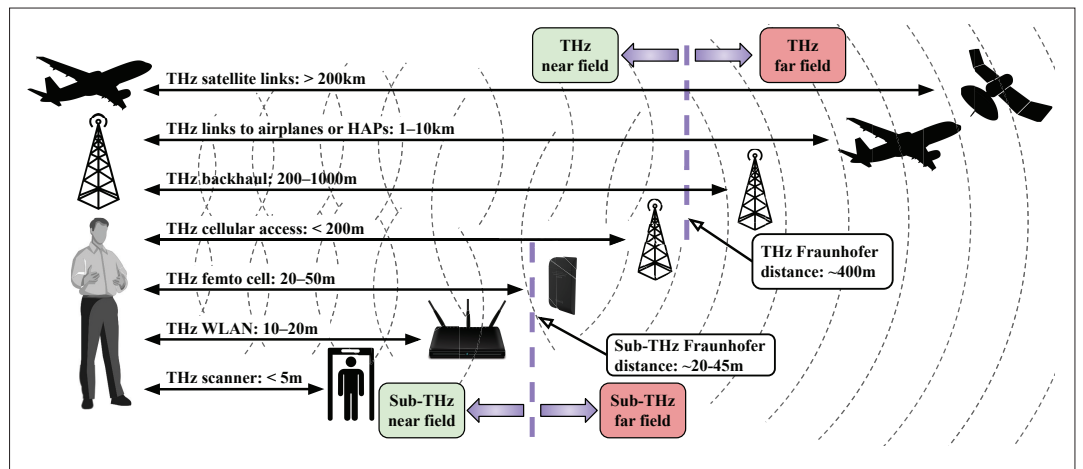 THz
near field
THz
far field
THz satellite links: > 200km
THz links to airplanes or HAPs: 1–10km
THz backhaul: 200–1000m
THz cellular access: < 200m
THz Fraunhofer
distance: ~400m
THz femto cell: 20–50m
THz WLAN: 10–20m
Sub-THz Fraunhofer
distance: ~20-45m
THz scanner: < 5m
Sub-THz
near field
Sub-THz
far field